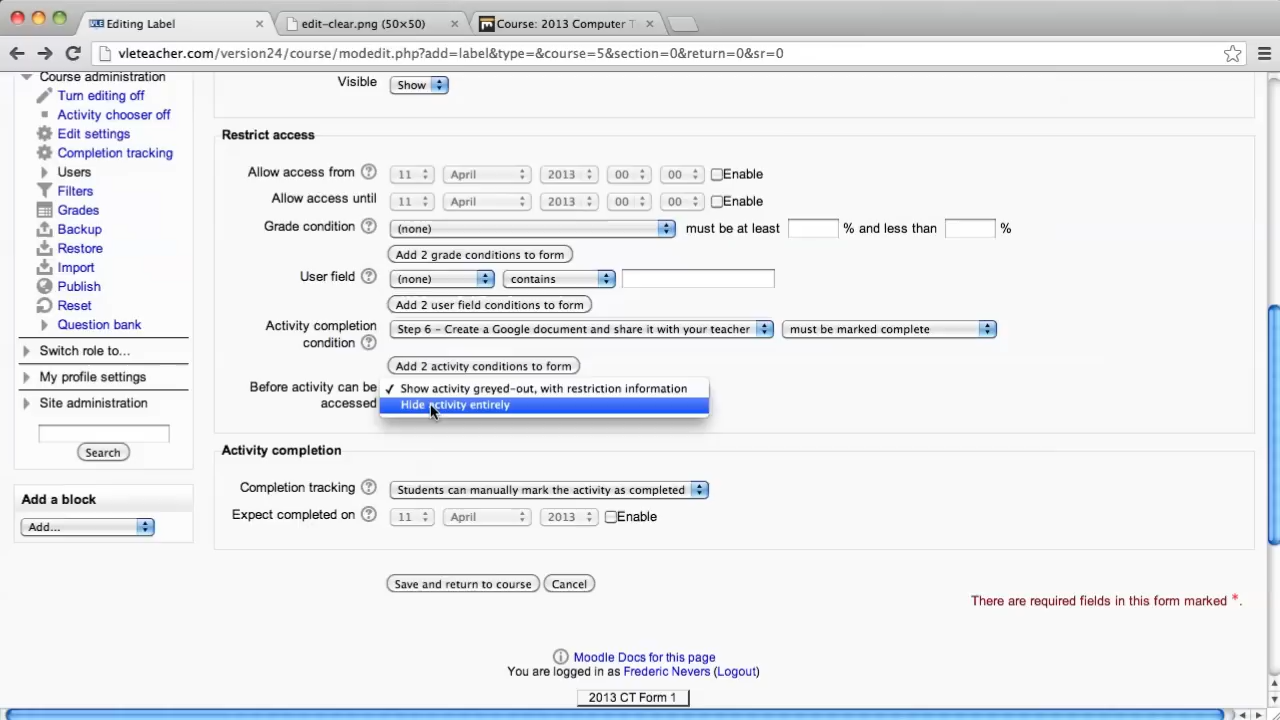 Editing Label
edit-clear.png (50×50)
Course: 2013 Computer T
vleteacher.com/version24/course/modedit.php?add=label&type=&course=5&section=0&return=0&sr=0
Course administration
Turn editing off
Activity chooser off
Edit settings
Completion tracking
Users
Filters
Grades
Backup
Restore
Import
Publish
Reset
Question bank
Switch role to...
My profile settings
Site administration
Search
Add a block
Add...
Visible Show
Restrict access
Allow access from 11 April 2013 00 00 Enable
Allow access until 11 April 2013 00 00 Enable
Grade condition (none) must be at least % and less than %
Add 2 grade conditions to form
User field (none) contains
Add 2 user field conditions to form
Activity completion condition Step 6 - Create a Google document and share it with your teacher must be marked complete
Add 2 activity conditions to form
Before activity can be accessed
Show activity greyed-out, with restriction information
Hide activity entirely
Activity completion
Completion tracking Students can manually mark the activity as completed
Expect completed on 11 April 2013 Enable
Save and return to course Cancel
There are required fields in this form marked *.
Moodle Docs for this page
You are logged in as Frederic Nevers (Logout)
2013 CT Form 1